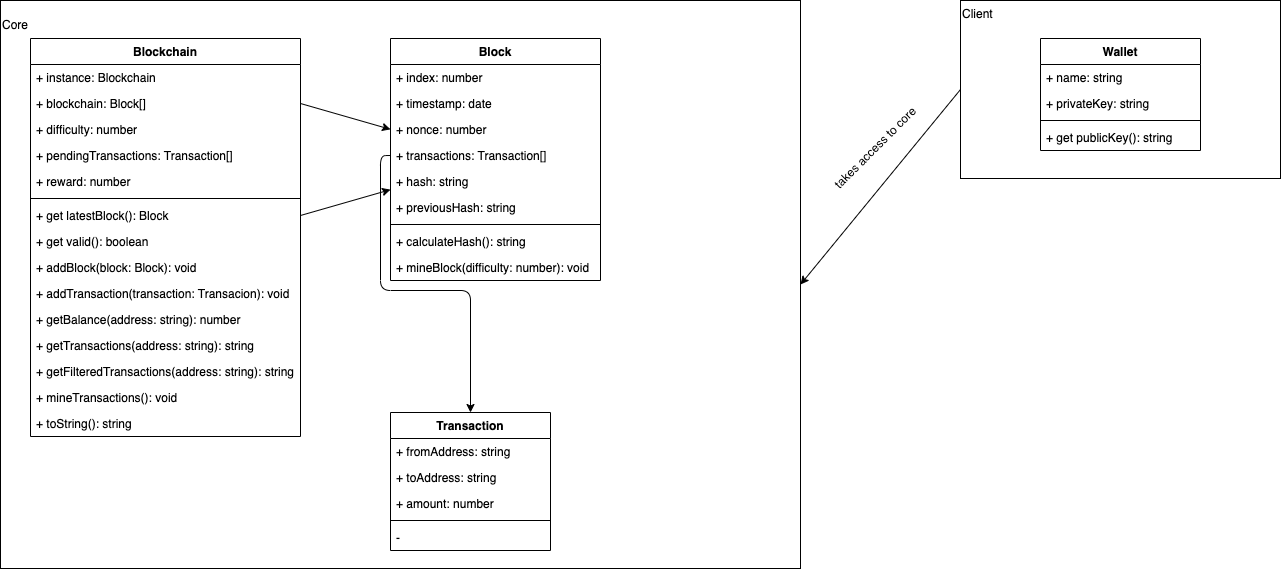 Core
Blockchain
+ instance: Blockchain
+ blockchain: Block[]
+ difficulty: number
+ pendingTransactions: Transaction[]
+ reward: number
+ get latestBlock(): Block
+ get valid(): boolean
+ addBlock(block: Block): void
+ addTransaction(transaction: Transacion): void
+ getBalance(address: string): number
+ getTransactions(address: string): string
+ getFilteredTransactions(address: string): string
+ mineTransactions(): void
+ toString(): string
Block
+ index: number
+ timestamp: date
+ nonce: number
+ transactions: Transaction[]
+ hash: string
+ previousHash: string
+ calculateHash(): string
+ mineBlock(difficulty: number): void
Transaction
+ fromAddress: string
+ toAddress: string
+ amount: number
-
takes access to core
Client
Wallet
+ name: string
+ privateKey: string
+ get publicKey(): string